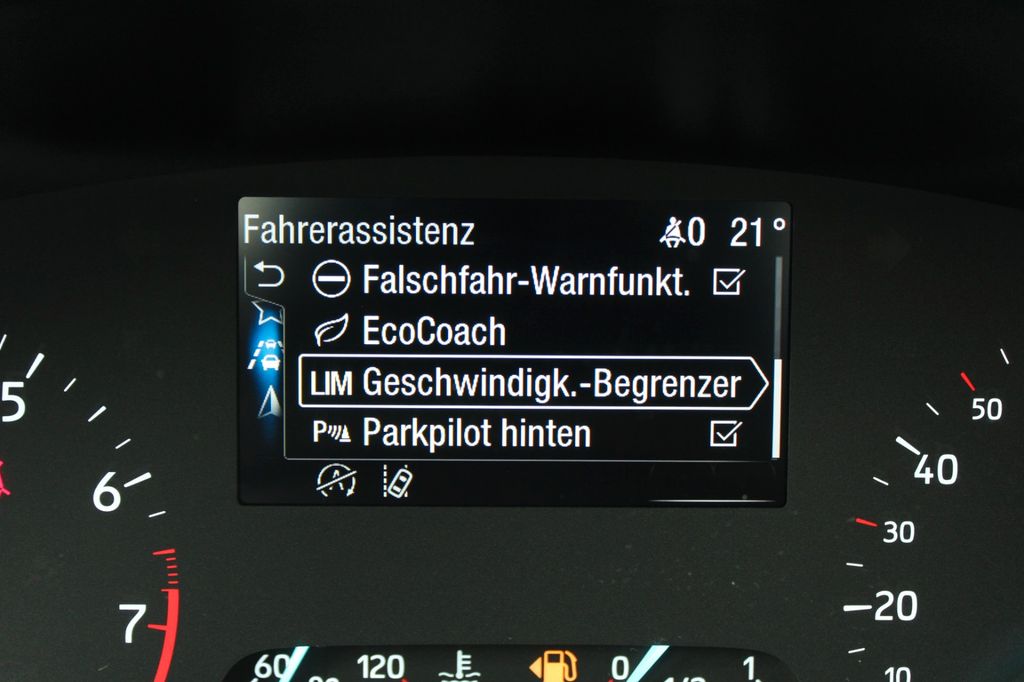 Fahrerassistenz 0 21°
Falschfahr-Warnfunkt.
EcoCoach
LIM Geschwindigk.-Begrenzer
P Parkpilot hinten
5
6
7
50
40
30
20
10
60 120 0 1